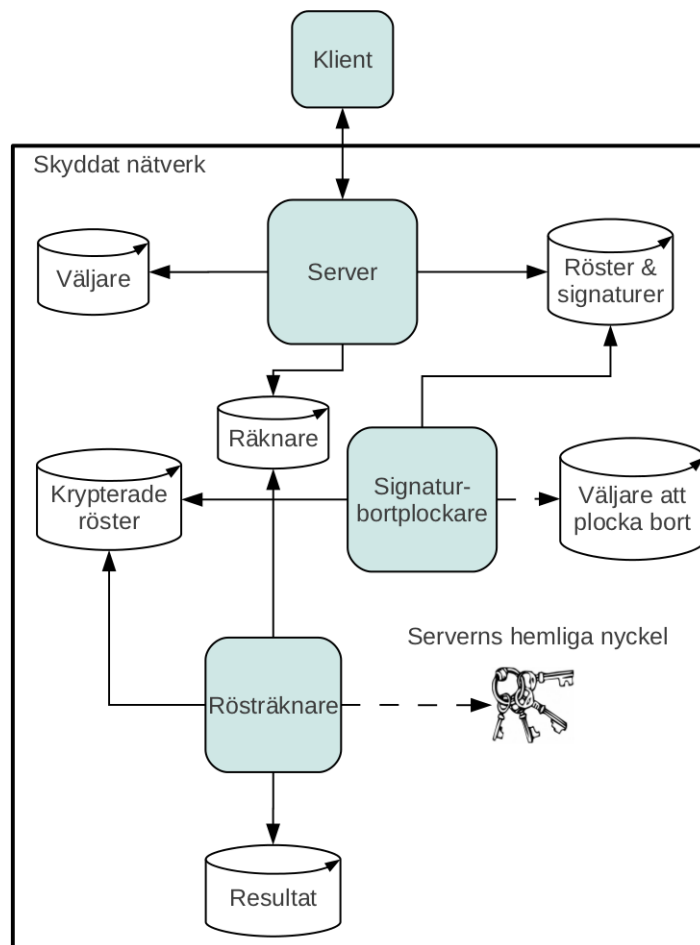 Klient
Skyddat nätverk
Väljare
Server
Röster &
signaturer
Räknare
Krypterade
röster
Signatur-
bortplockare
Väljare att
plocka bort
Serverns hemliga nyckel
Rösträknare
Resultat